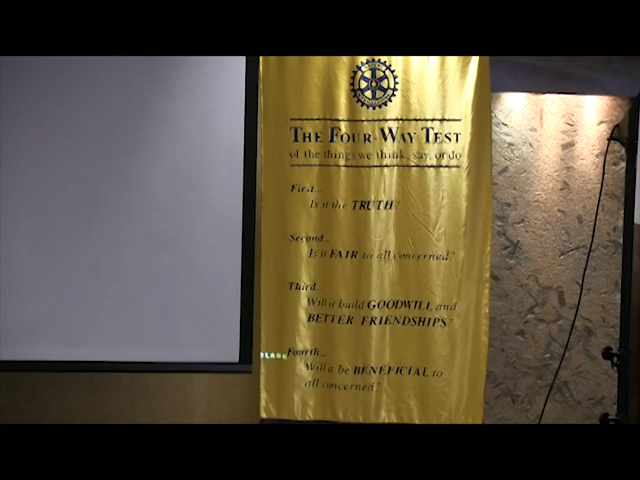 THE FOUR-WAY TEST
of the things we think, say, or do
First...
Is it the TRUTH?
Second...
Is it FAIR to all concerned?
Third...
Will it build GOODWILL and
BETTER FRIENDSHIPS?
Fourth...
Will it be BENEFICIAL to
all concerned?